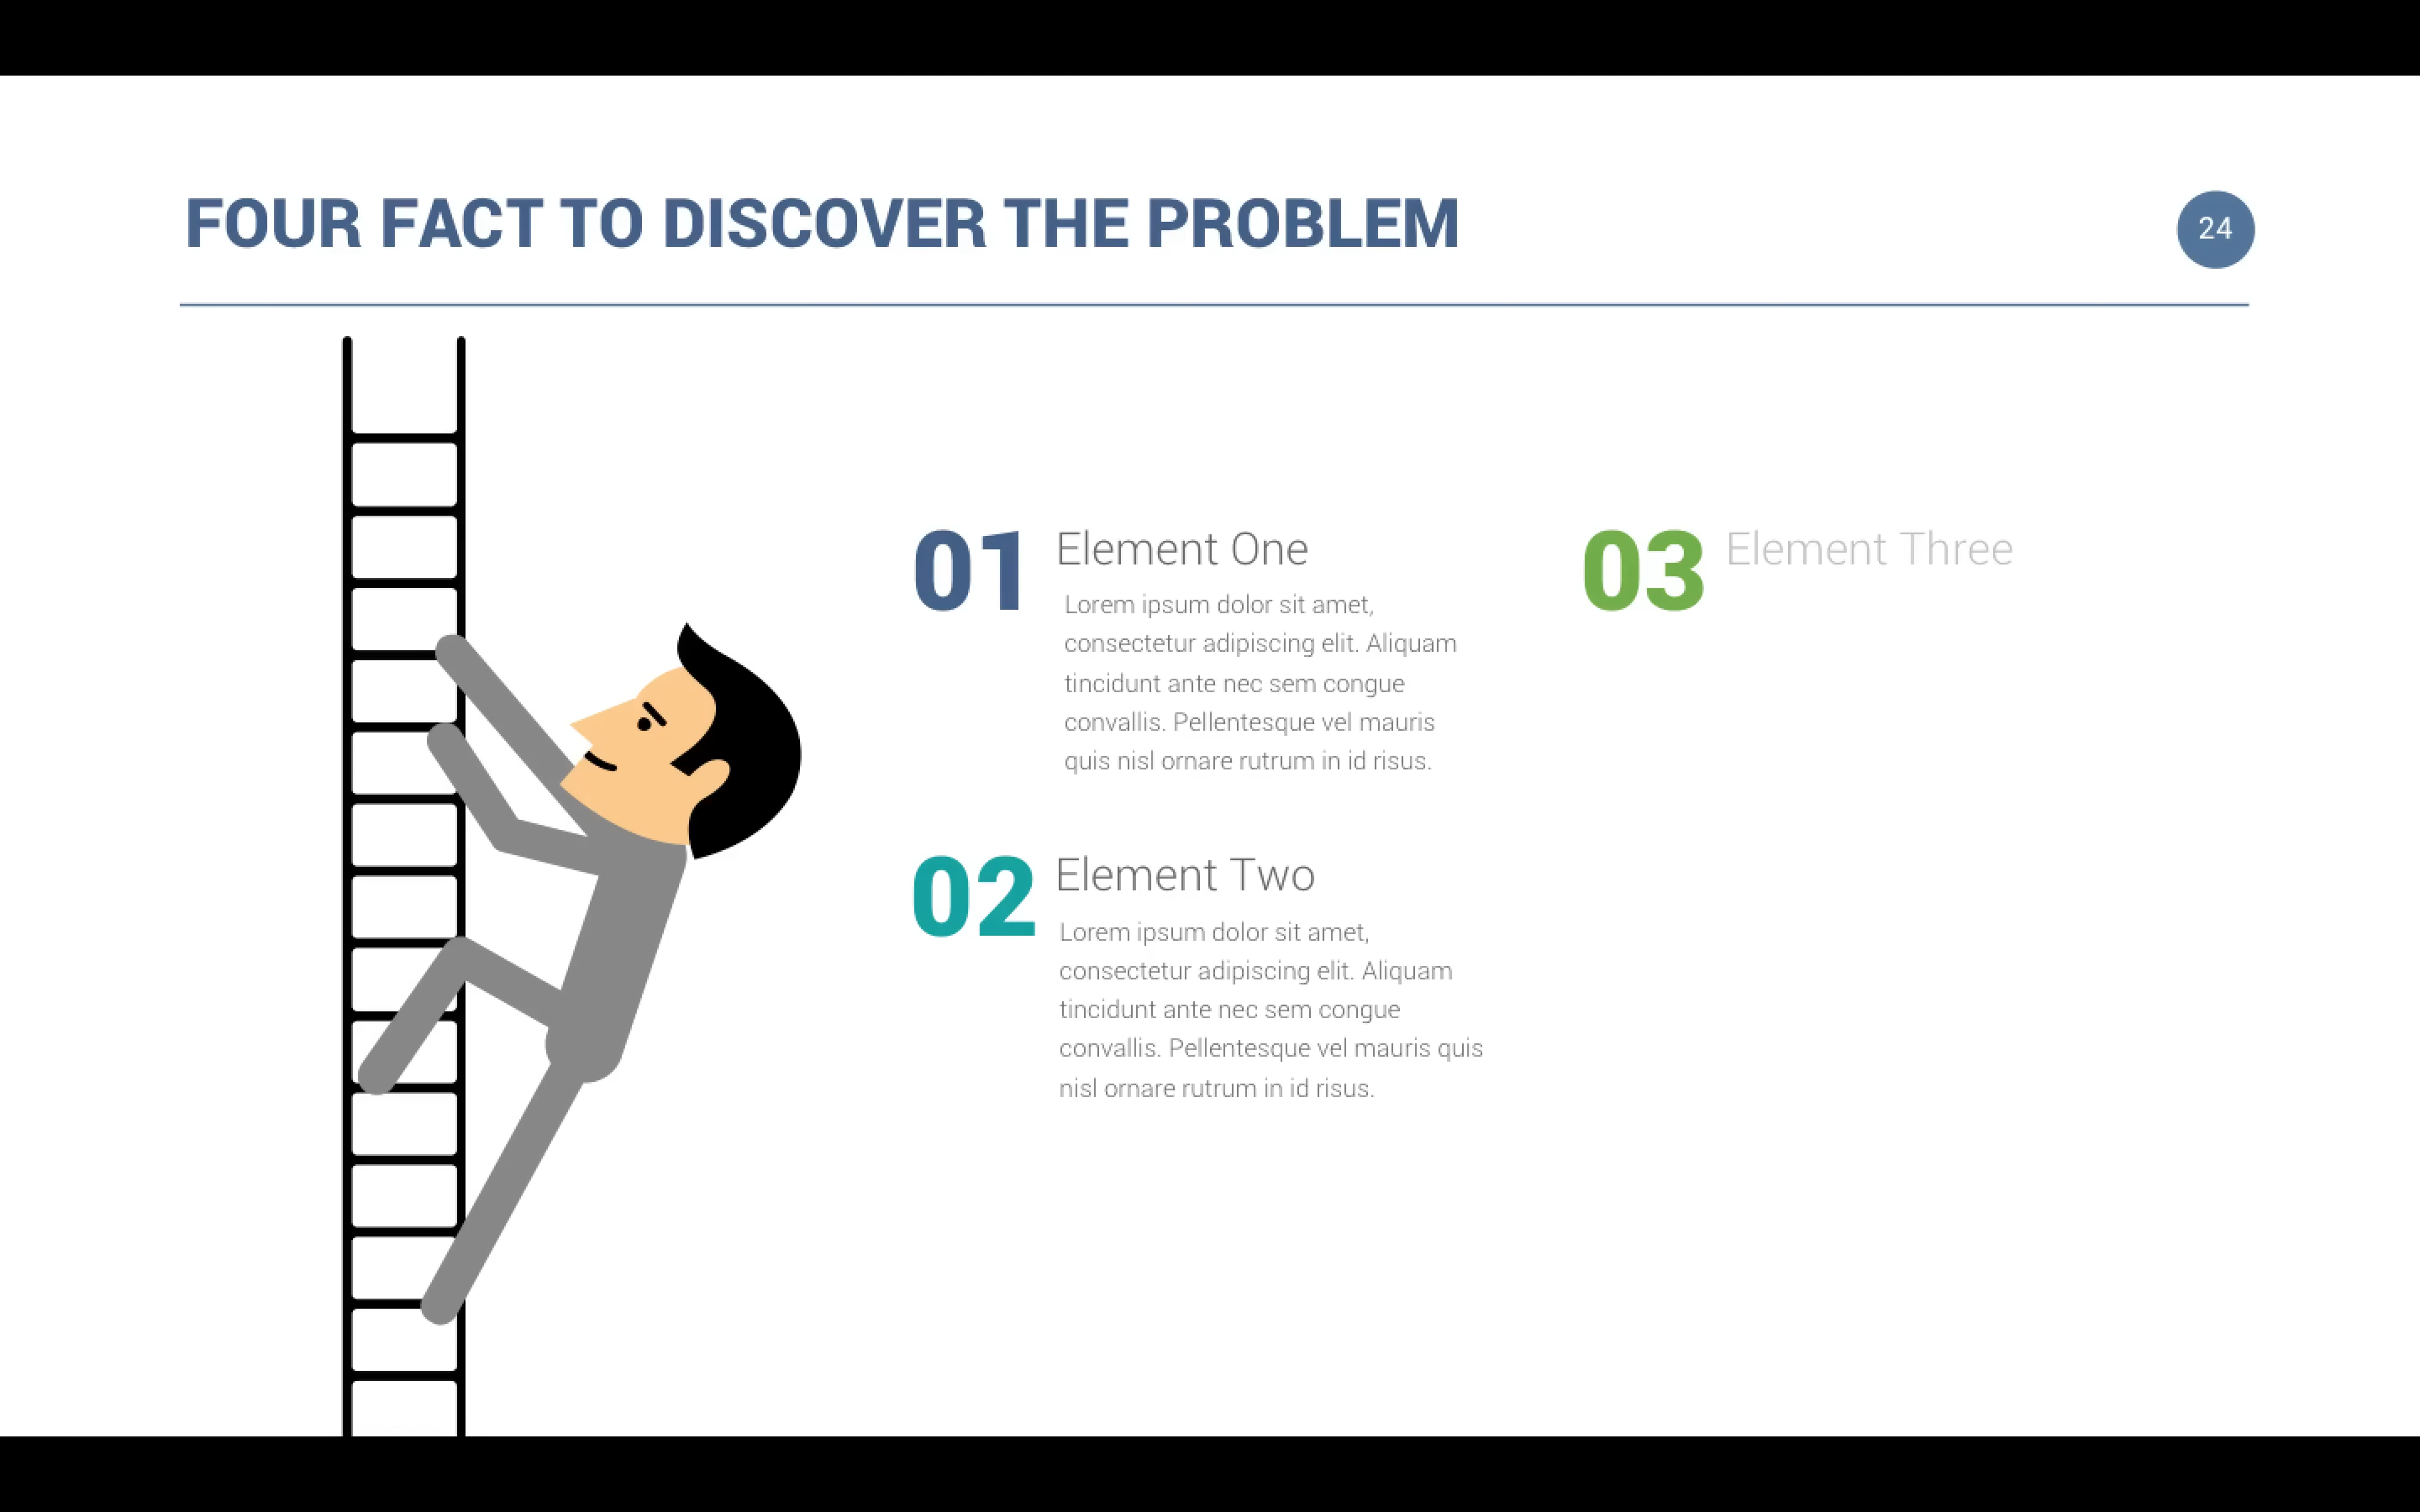 FOUR FACT TO DISCOVER THE PROBLEM
24
01
Element One
Lorem ipsum dolor sit amet,
consectetur adipiscing elit. Aliquam
tincidunt ante nec sem congue
convallis. Pellentesque vel mauris
quis nisl ornare rutrum in id risus.
02
Element Two
Lorem ipsum dolor sit amet,
consectetur adipiscing elit. Aliquam
tincidunt ante nec sem congue
convallis. Pellentesque vel mauris quis
nisl ornare rutrum in id risus.
03
Element Three